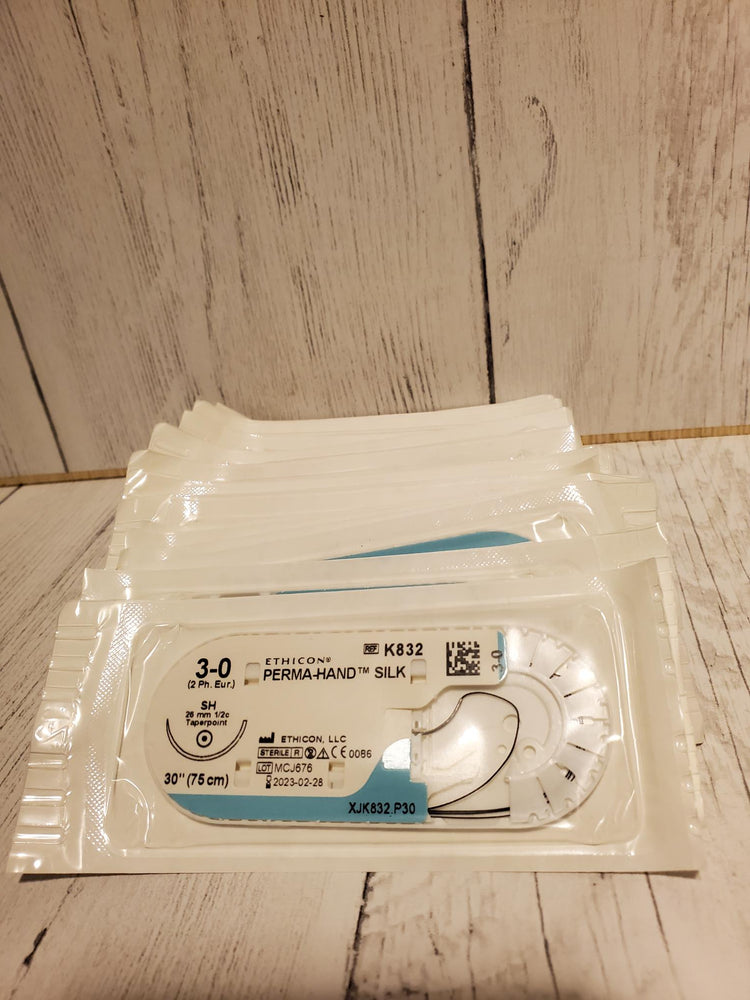 3-0
(2 Ph. Eur.)
ETHICON®
PERMA-HAND™ SILK
REF K832
3-0
SH
26 mm 1/2c
Taperpoint
30" (75 cm)
ETHICON, LLC
STERILE R 2 CE 0086
LOT MCJ676
2023-02-28
XJK832.P30